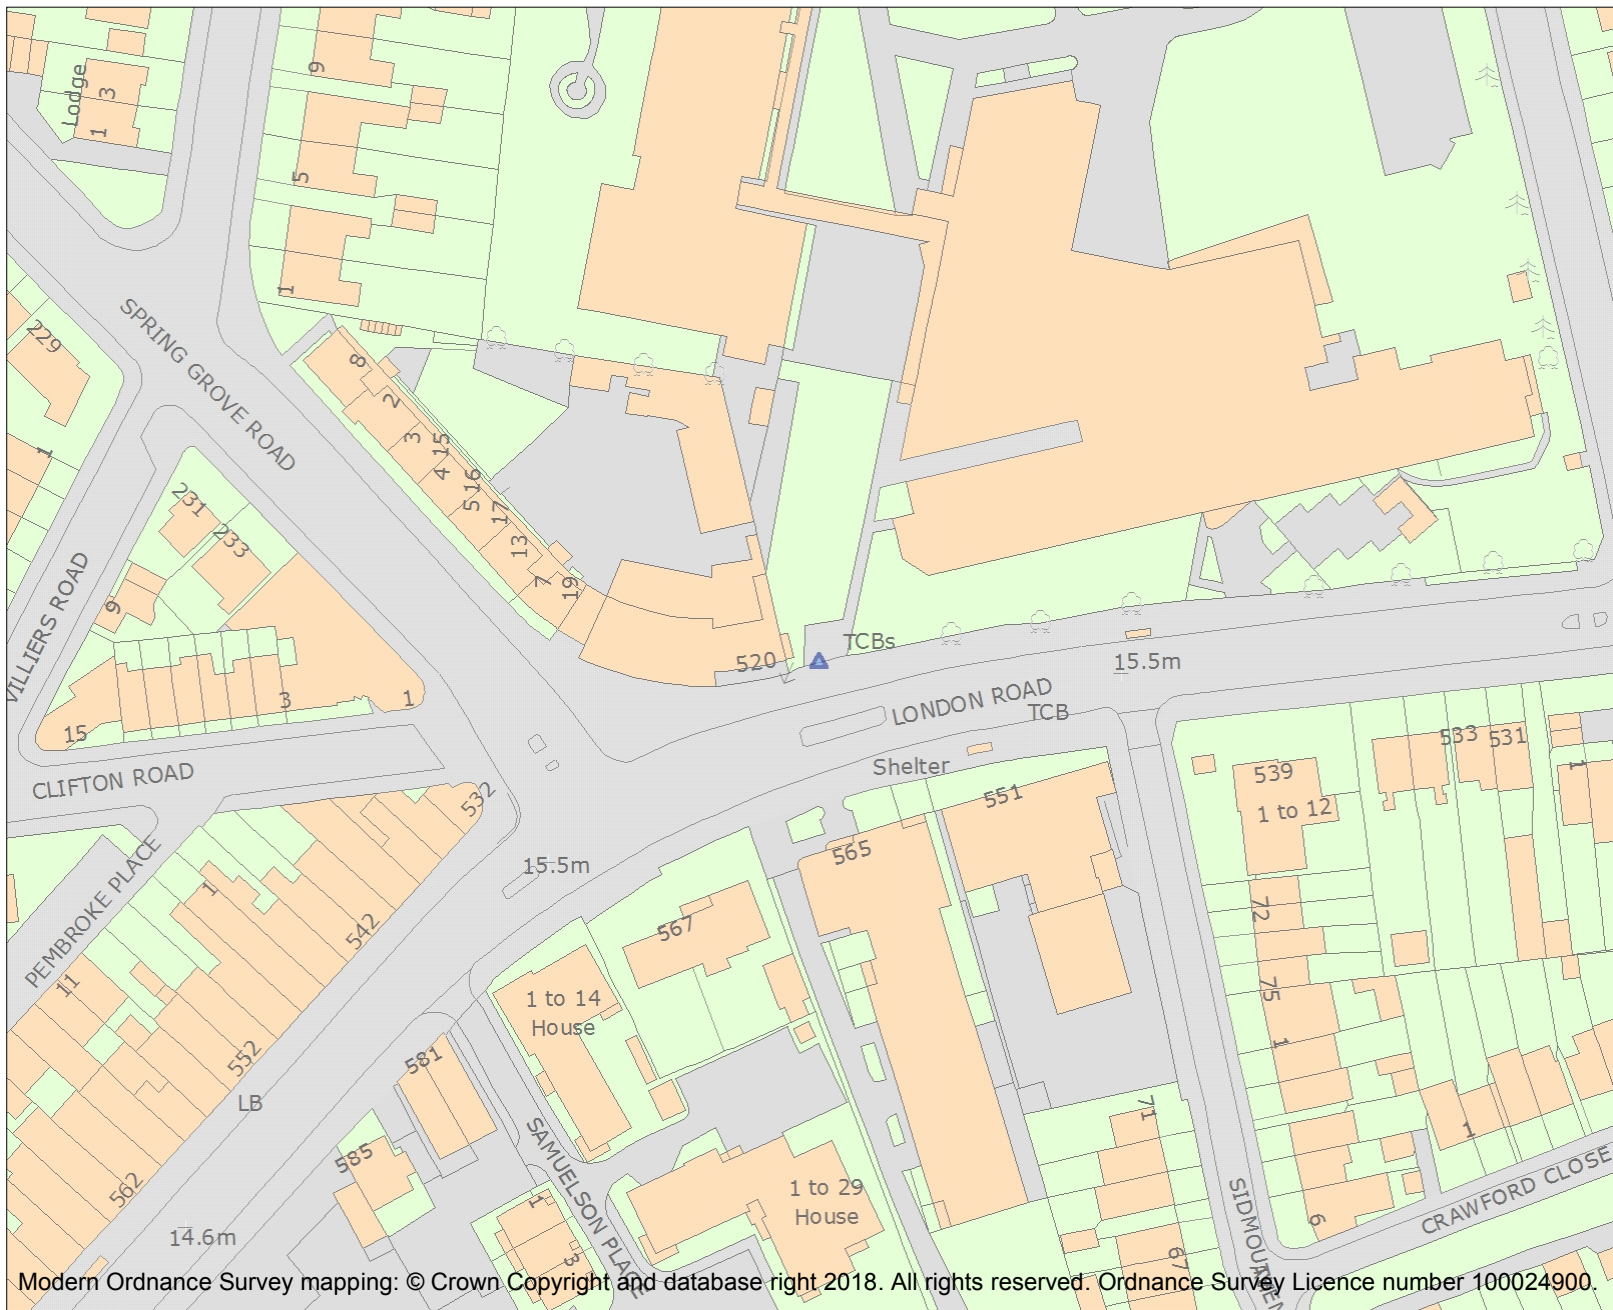 9
Lodge
3
1
5
1
229
SPRING GROVE ROAD
8
2
3
15
4
16
5
17
13
7
19
1
231
233
9
VILLIERS ROAD
520
TCBs
15.5m
LONDON ROAD
TCB
Shelter
15
3
1
CLIFTON ROAD
532
533
531
539
1 to 12
1
551
565
15.5m
PEMBROKE PLACE
1
542
567
72
11
1 to 14
House
75
1
552
581
LB
71
1
SAMUELSON PLACE
585
562
1 to 29
House
1
3
14.6m
SIDMOUTH
6
CRAWFORD CLOSE
67
Modern Ordnance Survey mapping: © Crown Copyright and database right 2018. All rights reserved. Ordnance Survey Licence number 100024900.